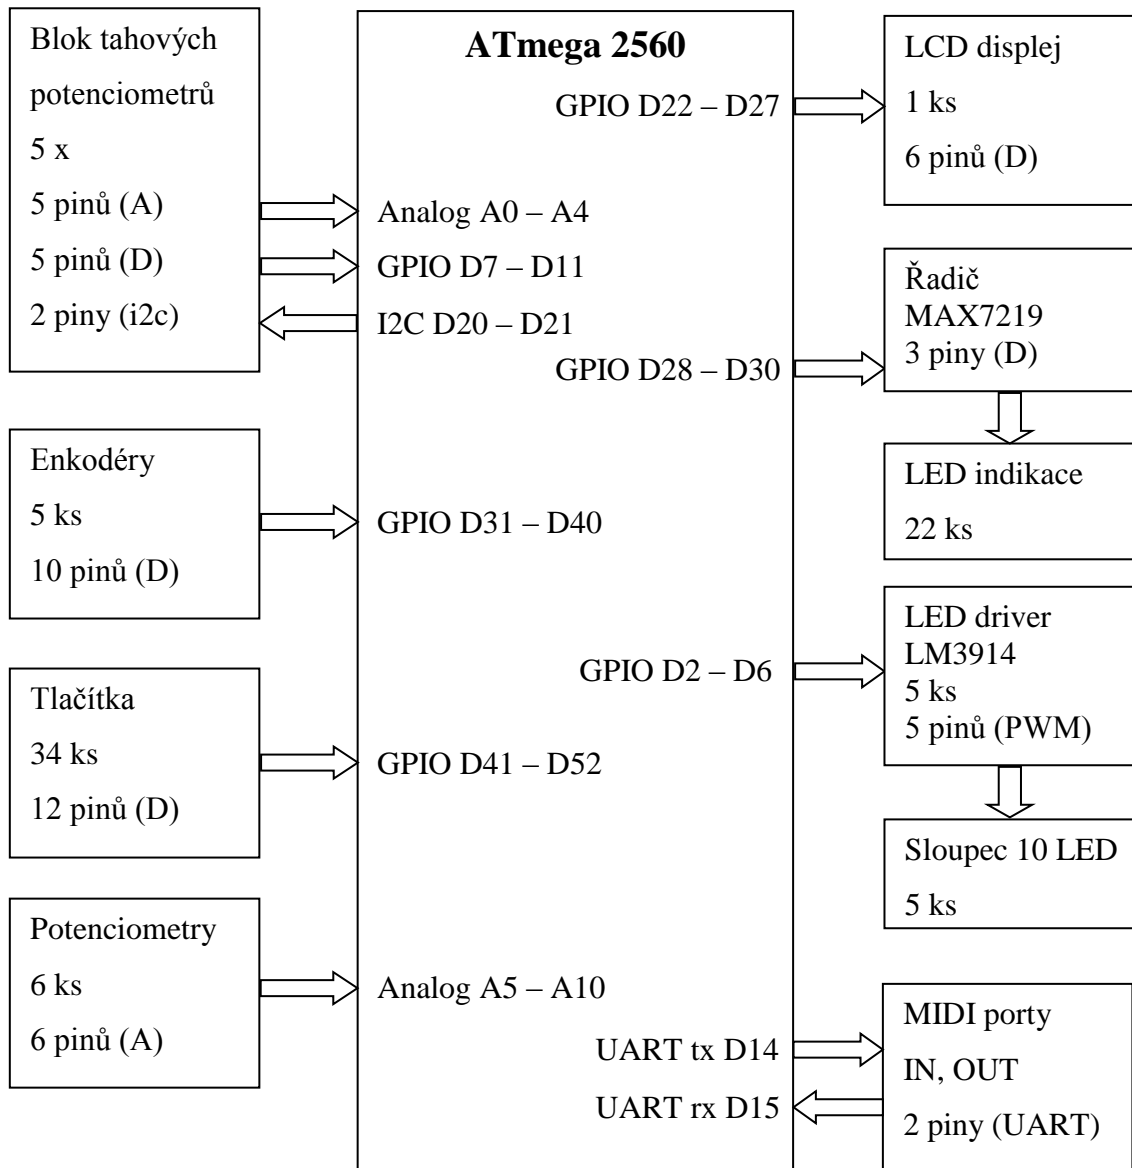 Blok tahových
potenciometrů
5 x
5 pinů (A)
5 pinů (D)
2 piny (i2c)
Enkodéry
5 ks
10 pinů (D)
Tlačítka
34 ks
12 pinů (D)
Potenciometry
6 ks
6 pinů (A)
ATmega 2560
GPIO D22 – D27
Analog A0 – A4
GPIO D7 – D11
I2C D20 – D21
GPIO D28 – D30
GPIO D31 – D40
GPIO D2 – D6
GPIO D41 – D52
Analog A5 – A10
UART tx D14
UART rx D15
LCD displej
1 ks
6 pinů (D)
Řadič
MAX7219
3 piny (D)
LED indikace
22 ks
LED driver
LM3914
5 ks
5 pinů (PWM)
Sloupec 10 LED
5 ks
MIDI porty
IN, OUT
2 piny (UART)